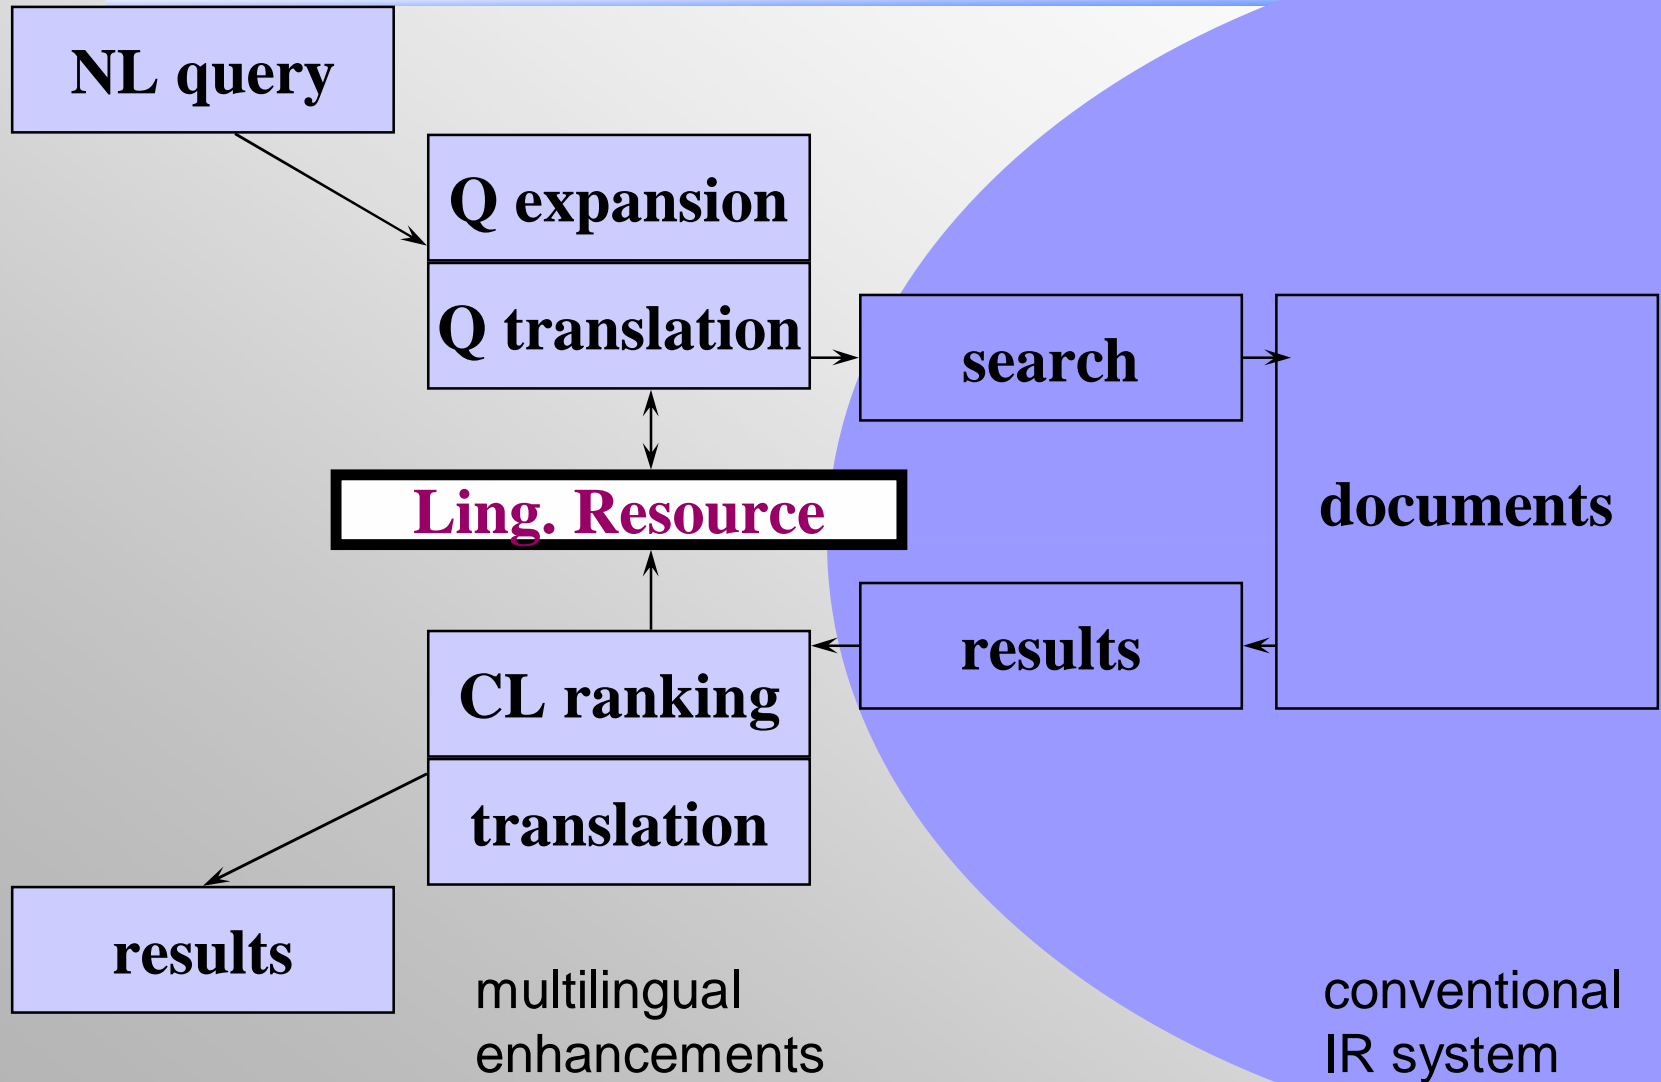 NL query
Q expansion
Q translation
search
documents
Ling. Resource
results
CL ranking
translation
results
multilingual
enhancements
conventional
IR system